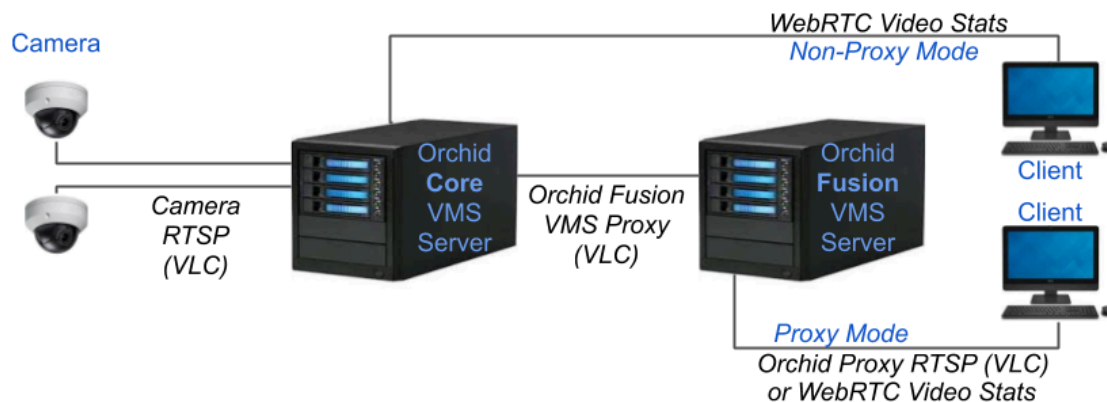 WebRTC Video Stats
Non-Proxy Mode
Camera
Orchid
Core
VMS
Server
Orchid
Fusion
VMS
Server
Client
Client
Camera
RTSP
(VLC)
Orchid Fusion
VMS Proxy
(VLC)
Proxy Mode
Orchid Proxy RTSP (VLC)
or WebRTC Video Stats